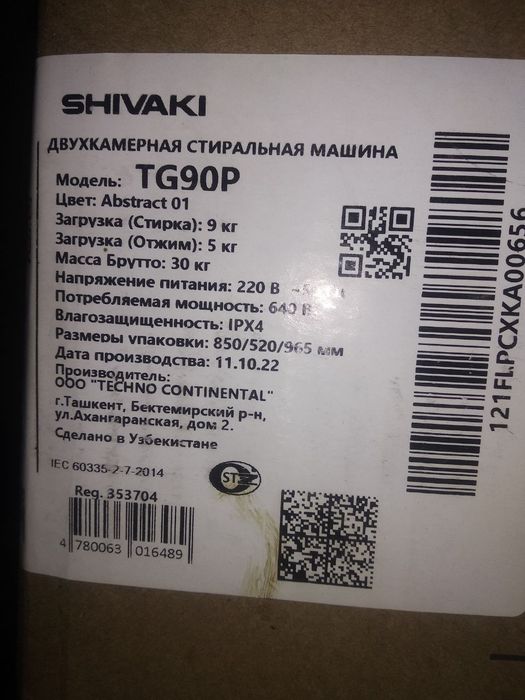 SHIVAKI
ДВУХКАМЕРНАЯ СТИРАЛЬНАЯ МАШИНА
Модель: TG90P
Цвет: Abstract 01
Загрузка (Стирка): 9 кг
Загрузка (Отжим): 5 кг
Масса Брутто: 30 кг
Напряжение питания: 220 В
Потребляемая мощность: 640 В
Влагозащищенность: IPX4
Размеры упаковки: 850/520/965 мм
Дата производства: 11.10.22
Производитель:
ООО "TECHNO CONTINENTAL"
г.Ташкент, Бектемирский р-н,
ул.Ахангаранская, дом 2.
Сделано в Узбекистане
IEC 60335-2-7-2014
ST
Reg. 353704
4 780063 016489
121FLPCXKA00656